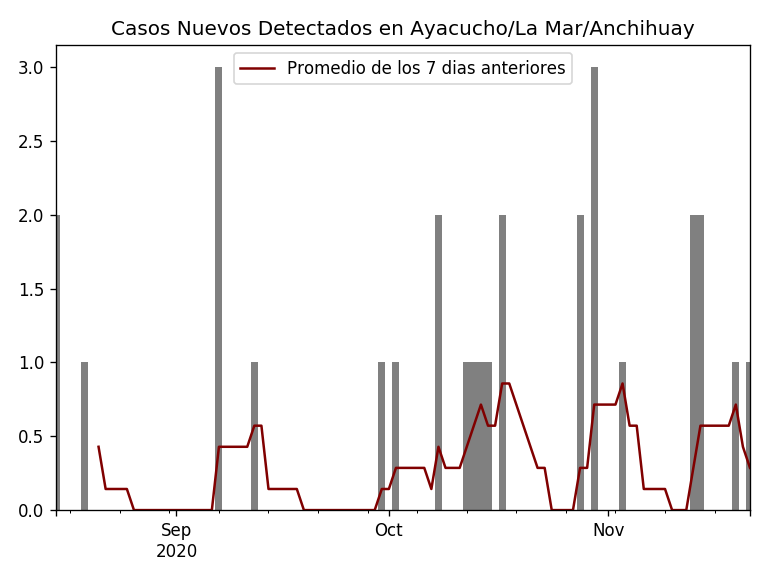 Casos Nuevos Detectados en Ayacucho/La Mar/Anchihuay
Promedio de los 7 dias anteriores
3.0
2.5
2.0
1.5
1.0
0.5
0.0
Sep
2020
Oct
Nov